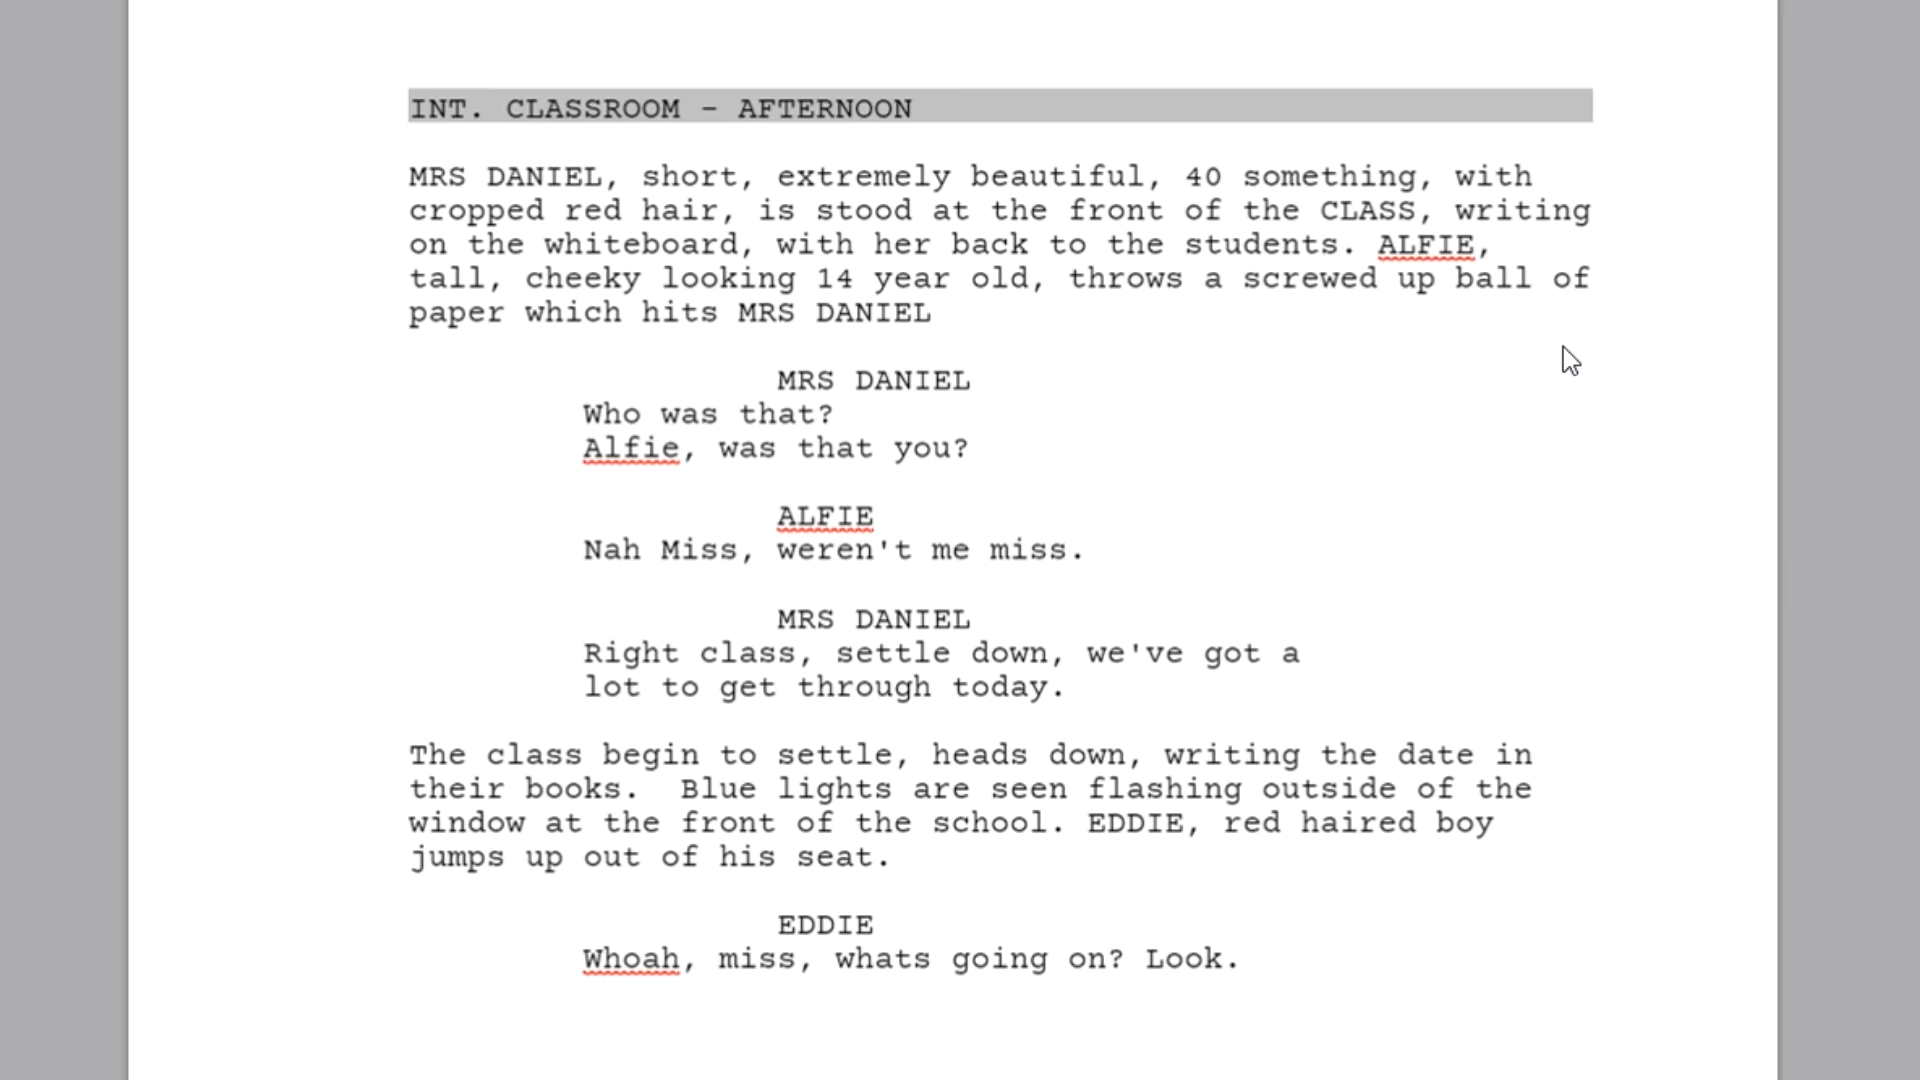 INT. CLASSROOM - AFTERNOON
MRS DANIEL, short, extremely beautiful, 40 something, with
cropped red hair, is stood at the front of the CLASS, writing
on the whiteboard, with her back to the students. ALFIE,
tall, cheeky looking 14 year old, throws a screwed up ball of
paper which hits MRS DANIEL
MRS DANIEL
Who was that?
Alfie, was that you?
ALFIE
Nah Miss, weren't me miss.
MRS DANIEL
Right class, settle down, we've got a
lot to get through today.
The class begin to settle, heads down, writing the date in
their books.  Blue lights are seen flashing outside of the
window at the front of the school. EDDIE, red haired boy
jumps up out of his seat.
EDDIE
Whoah, miss, whats going on? Look.